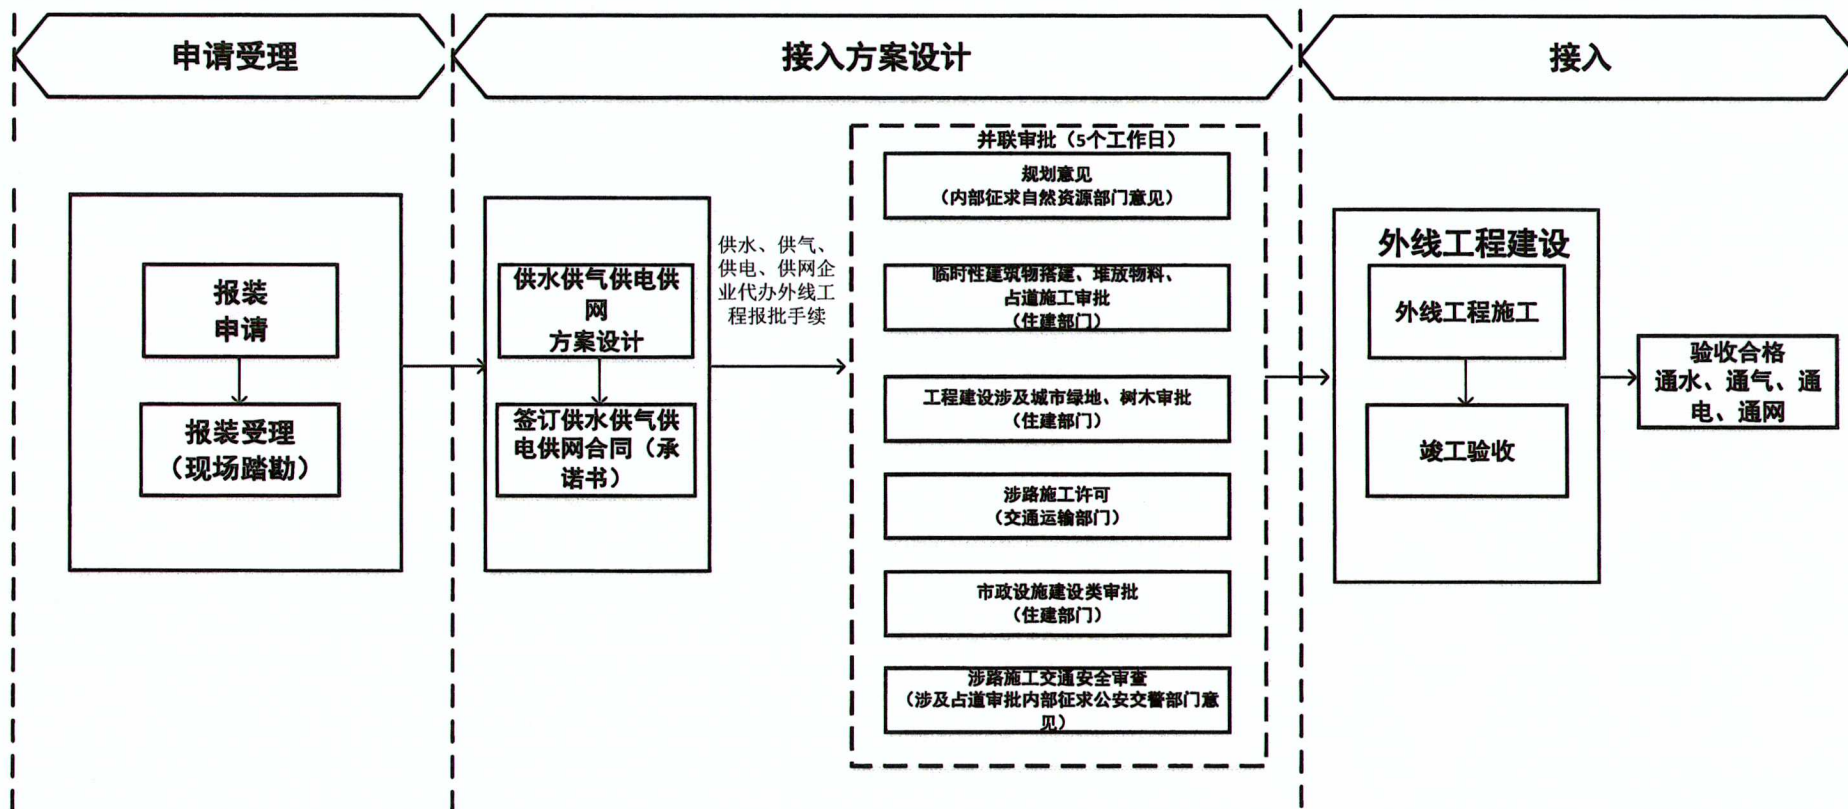 申请受理
接入方案设计
接入
报装
申请
报装受理
（现场踏勘）
供水供气供电供
网
方案设计
签订供水供气供
电供网合同（承
诺书）
供水、供气、
供电、供网企
业代办外线工
程报批手续
并联审批（5个工作日）
规划意见
（内部征求自然资源部门意见）
临时性建筑物搭建、堆放物料、
占道施工审批
（住建部门）
工程建设涉及城市绿地、树木审批
（住建部门）
涉路施工许可
（交通运输部门）
市政设施建设类审批
（住建部门）
涉路施工交通安全审查
（涉及占道审批内部征求公安交警部门意
见）
外线工程建设
外线工程施工
竣工验收
验收合格
通水、通气、通
电、通网